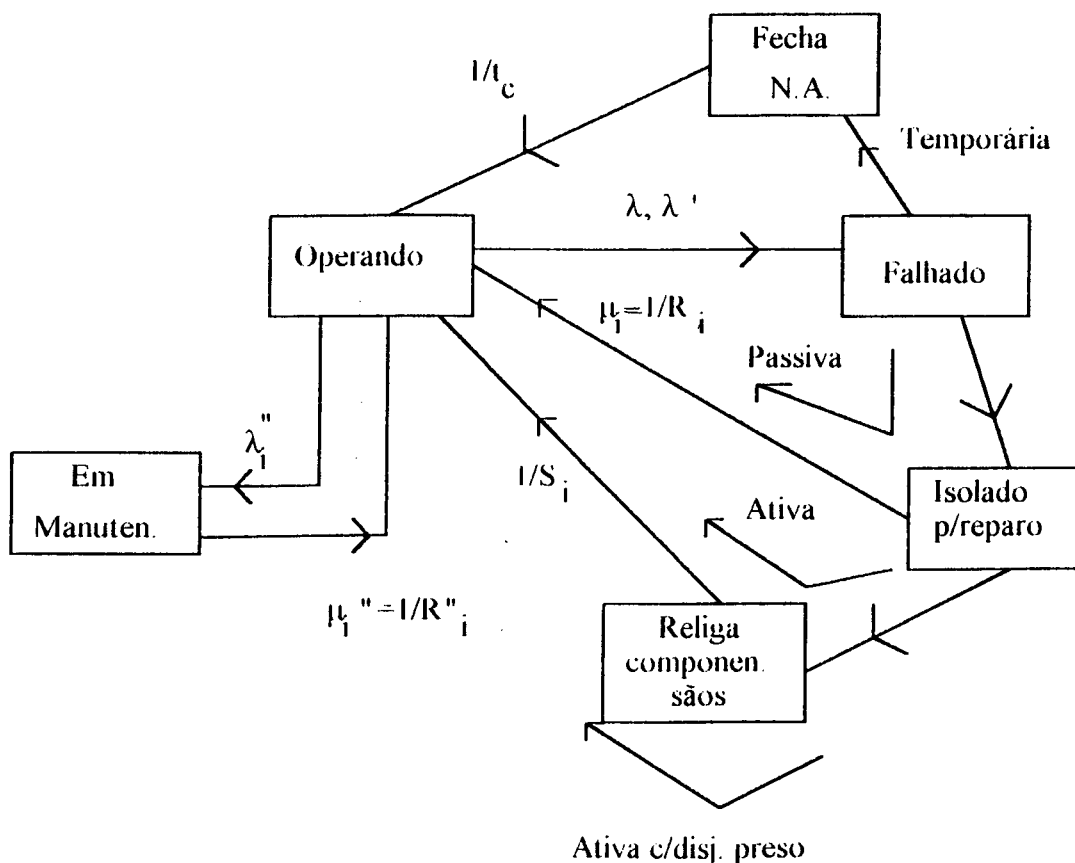 Fecha
N.A.
1/t_c
Temporária
λ, λ '
Operando
Falhado
μ_i=1/R_i
Passiva
λ_i"
1/S_i
Em
Manuten.
Isolado
p/reparo
Ativa
μ_i"=1/R"_i
Religa
componen.
sãos
Ativa c/disj. preso